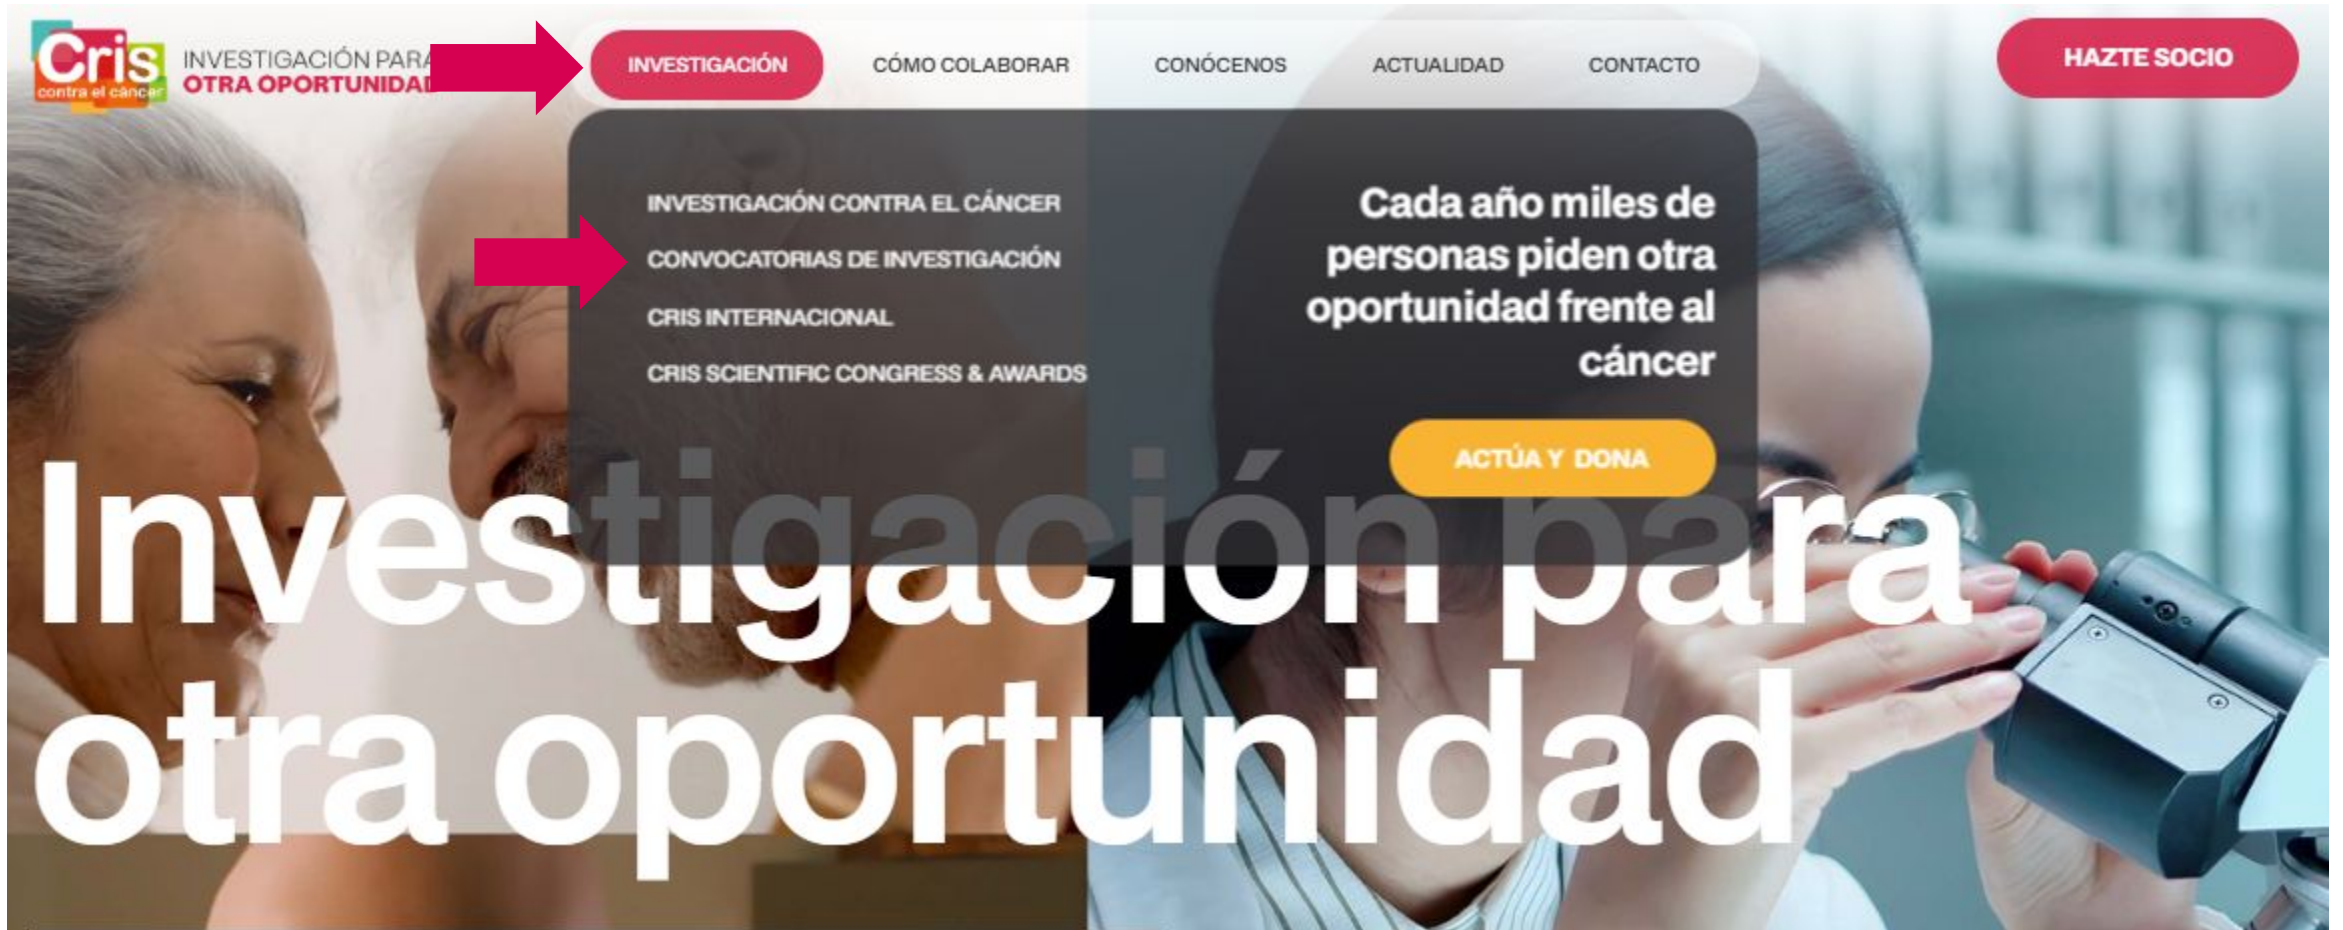 Cris
contra el cáncer
INVESTIGACIÓN PARA
OTRA OPORTUNIDAD
INVESTIGACIÓN
CÓMO COLABORAR
CONÓCENOS
ACTUALIDAD
CONTACTO
HAZTE SOCIO
INVESTIGACIÓN CONTRA EL CÁNCER
CONVOCATORIAS DE INVESTIGACIÓN
CRIS INTERNACIONAL
CRIS SCIENTIFIC CONGRESS & AWARDS
Cada año miles de
personas piden otra
oportunidad frente al
cáncer
ACTÚA Y DONA
Investigación para
otra oportunidad